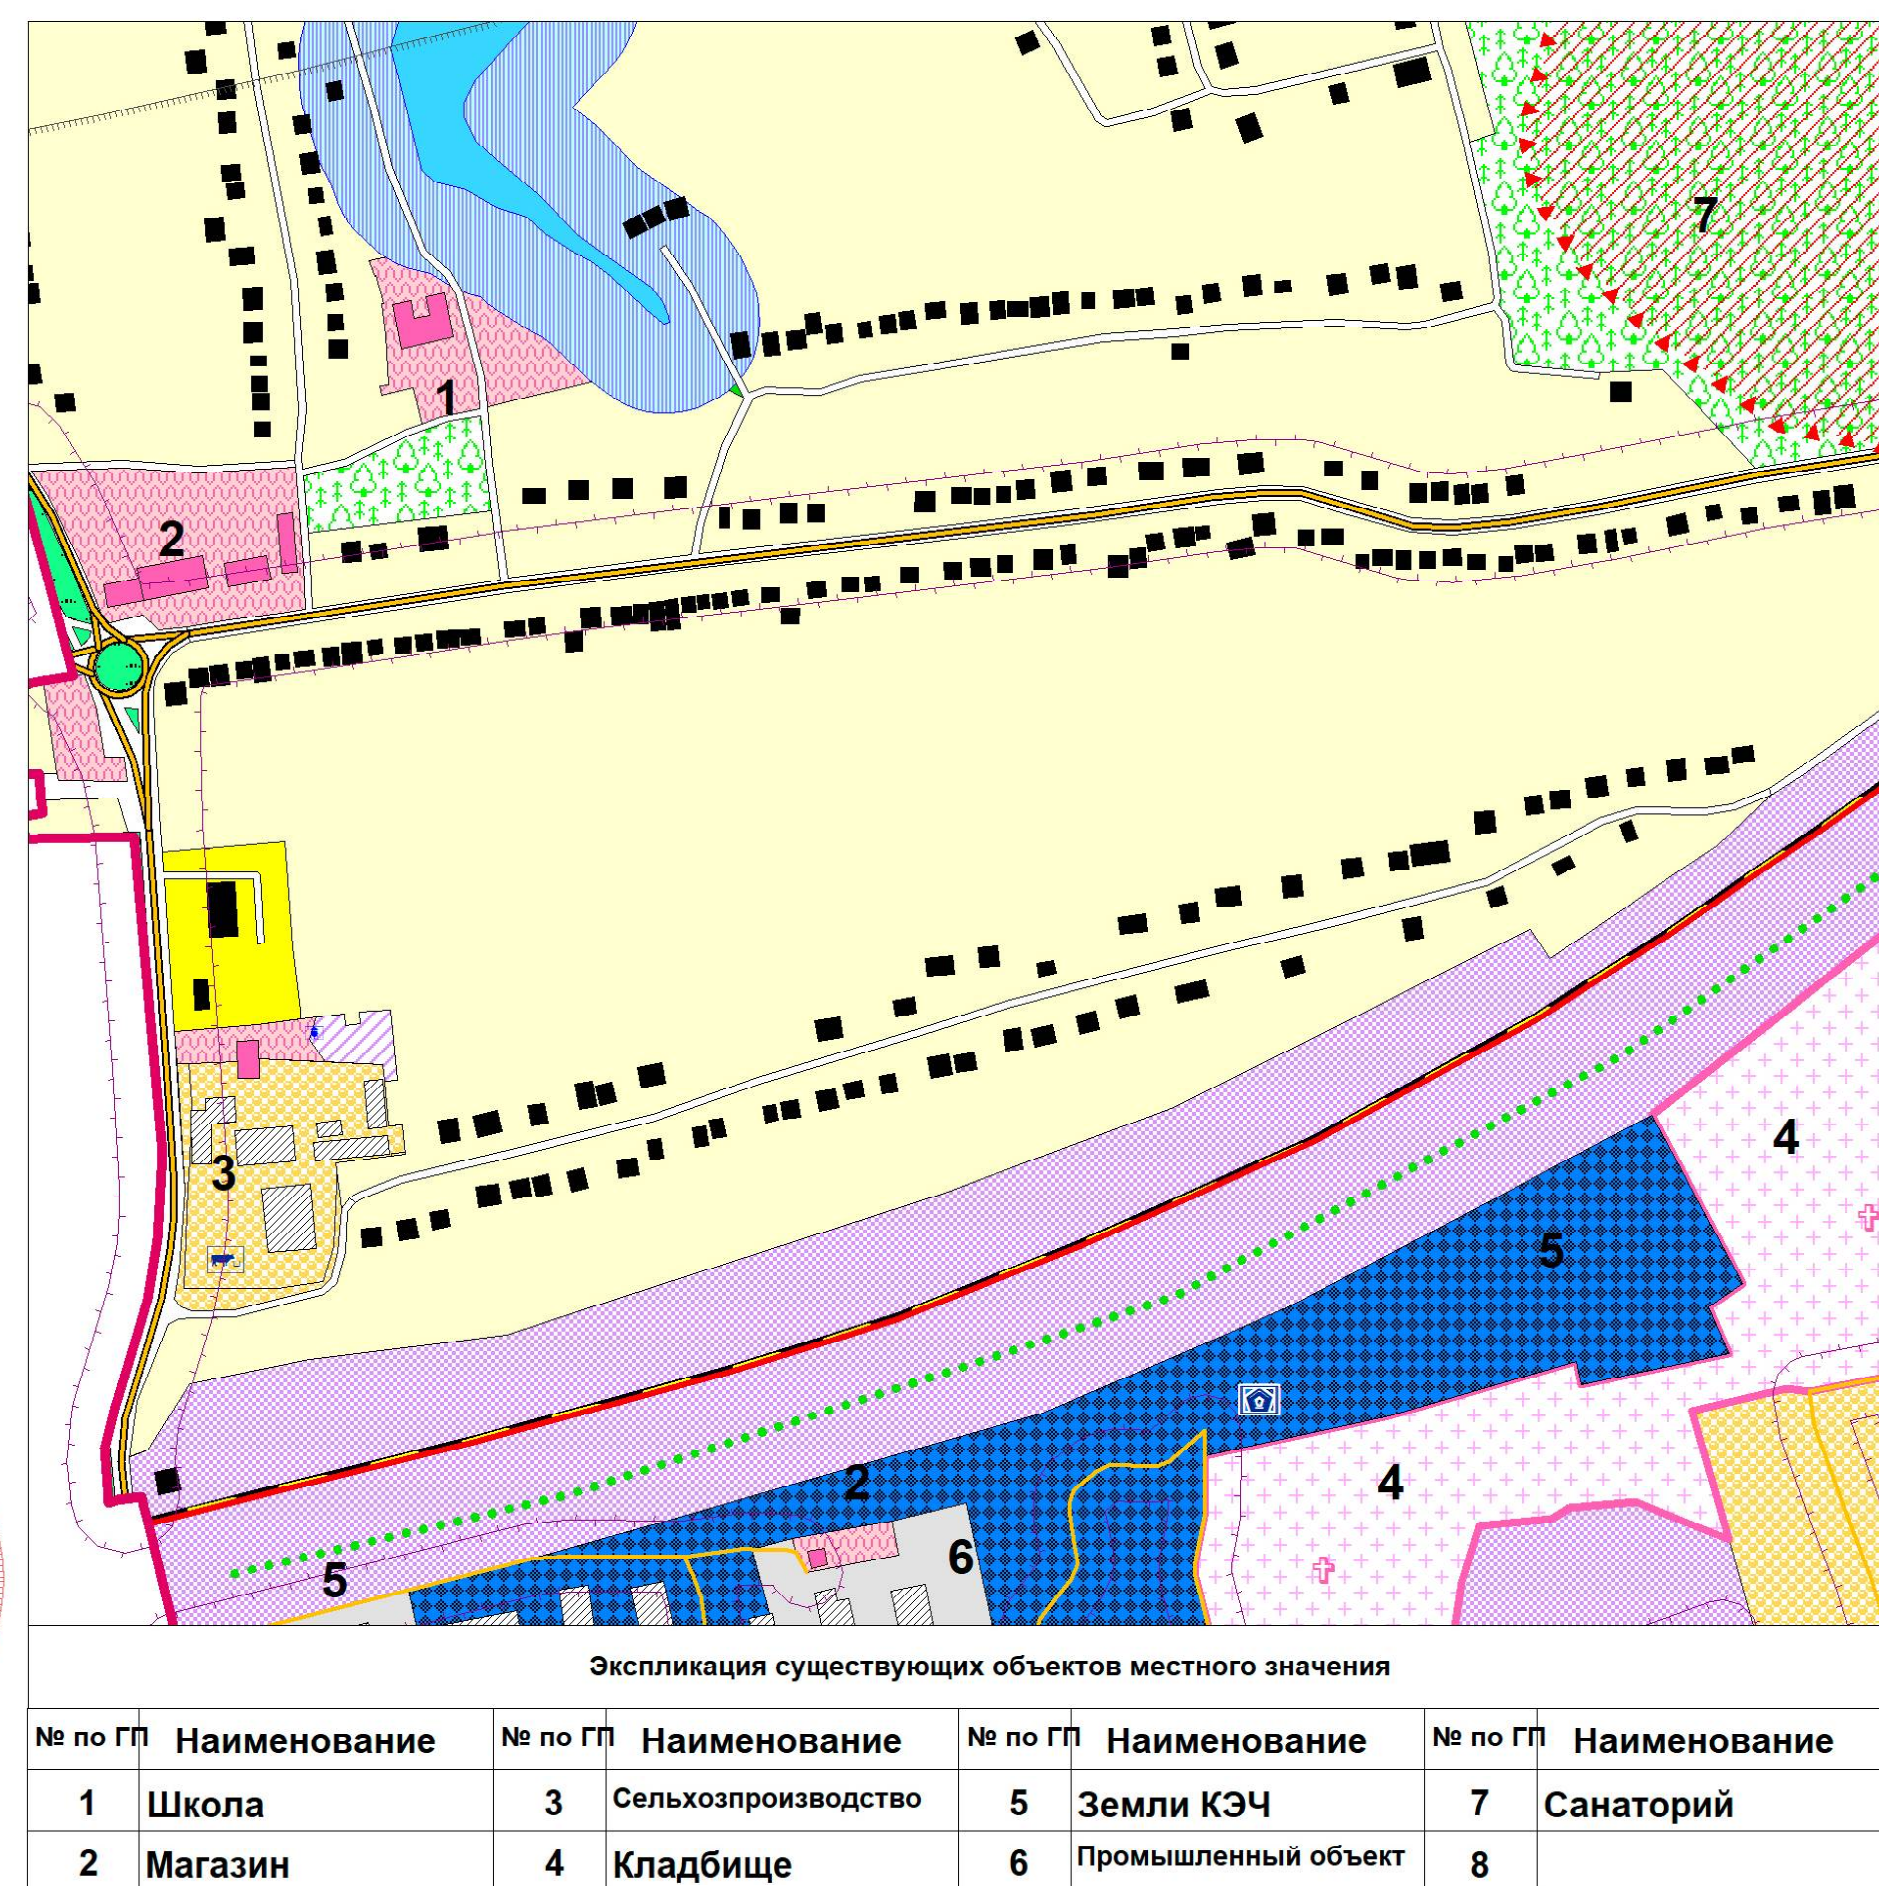 7
1
2
3
4
5
4
2
6
5
Экспликация существующих объектов местного значения
№ по ГП Наименование № по ГП Наименование № по ГП Наименование № по ГП Наименование
1 Школа 3 Сельхозпроизводство 5 Земли КЭЧ 7 Санаторий
2 Магазин 4 Кладбище 6 Промышленный объект 8